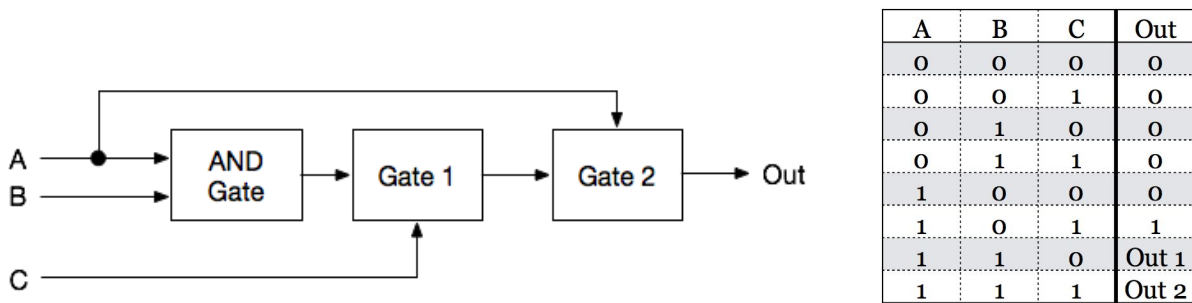 A
B
C
AND
Gate
Gate 1
Gate 2
Out
A B C Out
0 0 0 0
0 0 1 0
0 1 0 0
0 1 1 0
1 0 0 0
1 0 1 1
1 1 0 Out 1
1 1 1 Out 2